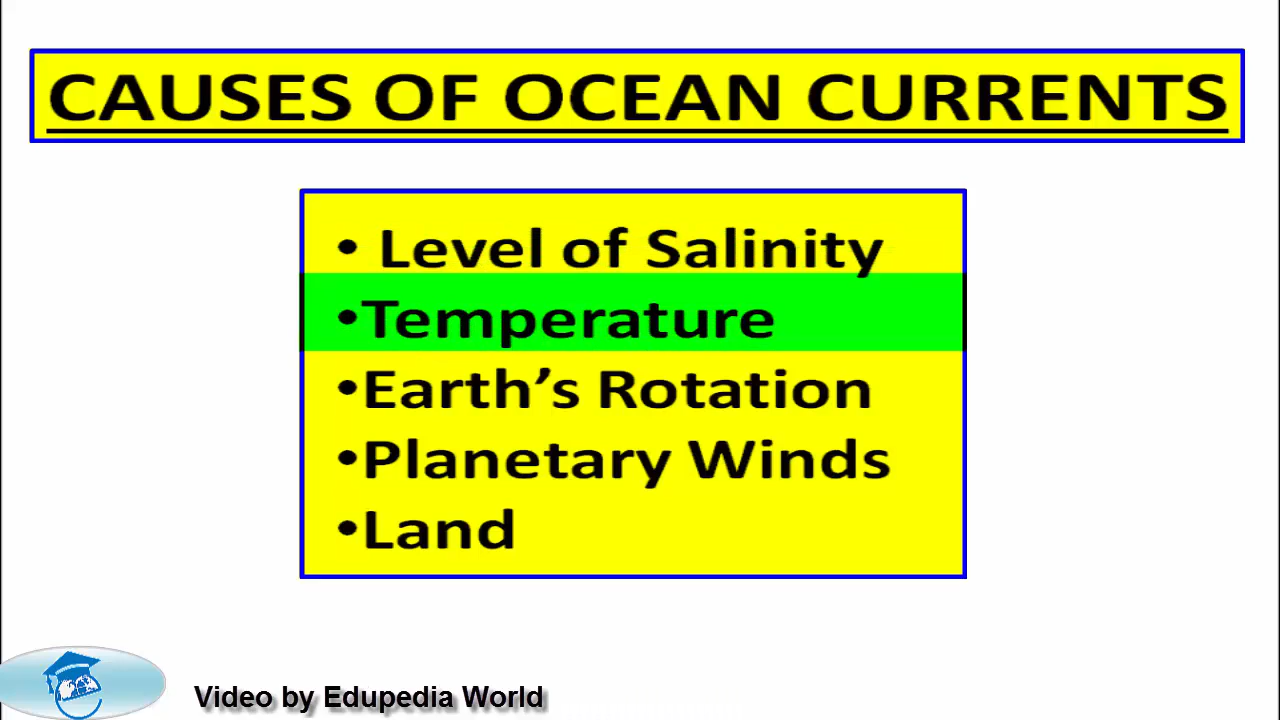 CAUSES OF OCEAN CURRENTS
• Level of Salinity
•Temperature
•Earth’s Rotation
•Planetary Winds
•Land
Video by Edupedia World